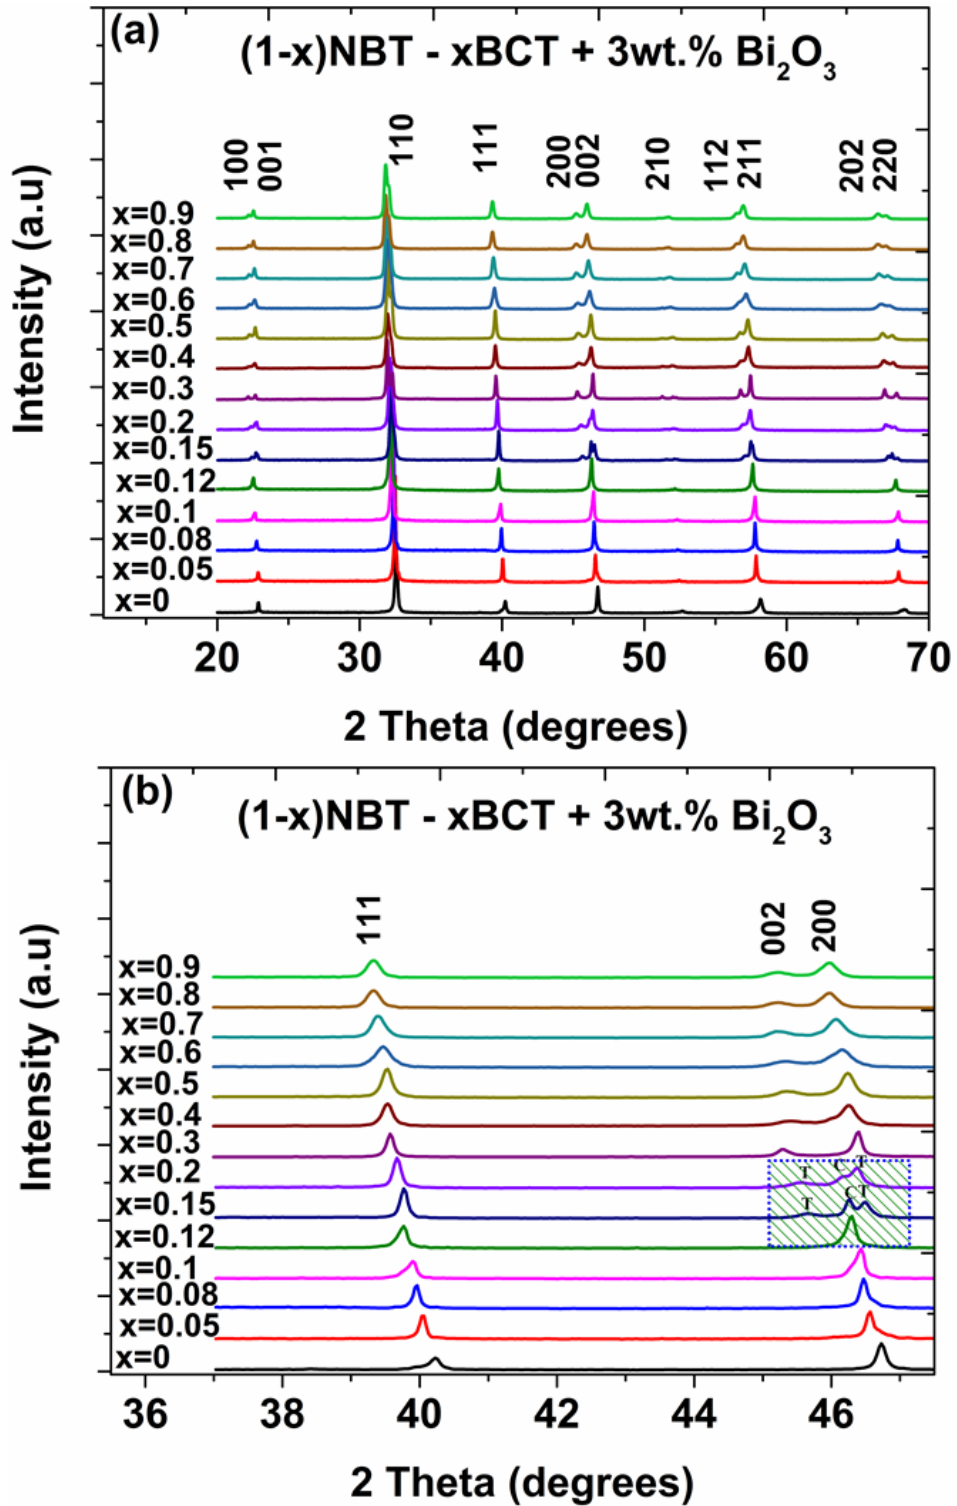 (a)
(1-x)NBT - xBCT + 3wt.% Bi₂O₃
Intensity (a.u)
100
001
110
111
200
002
210
112
211
202
220
x=0.9
x=0.8
x=0.7
x=0.6
x=0.5
x=0.4
x=0.3
x=0.2
x=0.15
x=0.12
x=0.1
x=0.08
x=0.05
x=0
20 30 40 50 60 70
2 Theta (degrees)
(b)
(1-x)NBT - xBCT + 3wt.% Bi₂O₃
Intensity (a.u)
111
002
200
x=0.9
x=0.8
x=0.7
x=0.6
x=0.5
x=0.4
x=0.3
x=0.2
T C T
x=0.15
T C T
x=0.12
x=0.1
x=0.08
x=0.05
x=0
36 38 40 42 44 46
2 Theta (degrees)